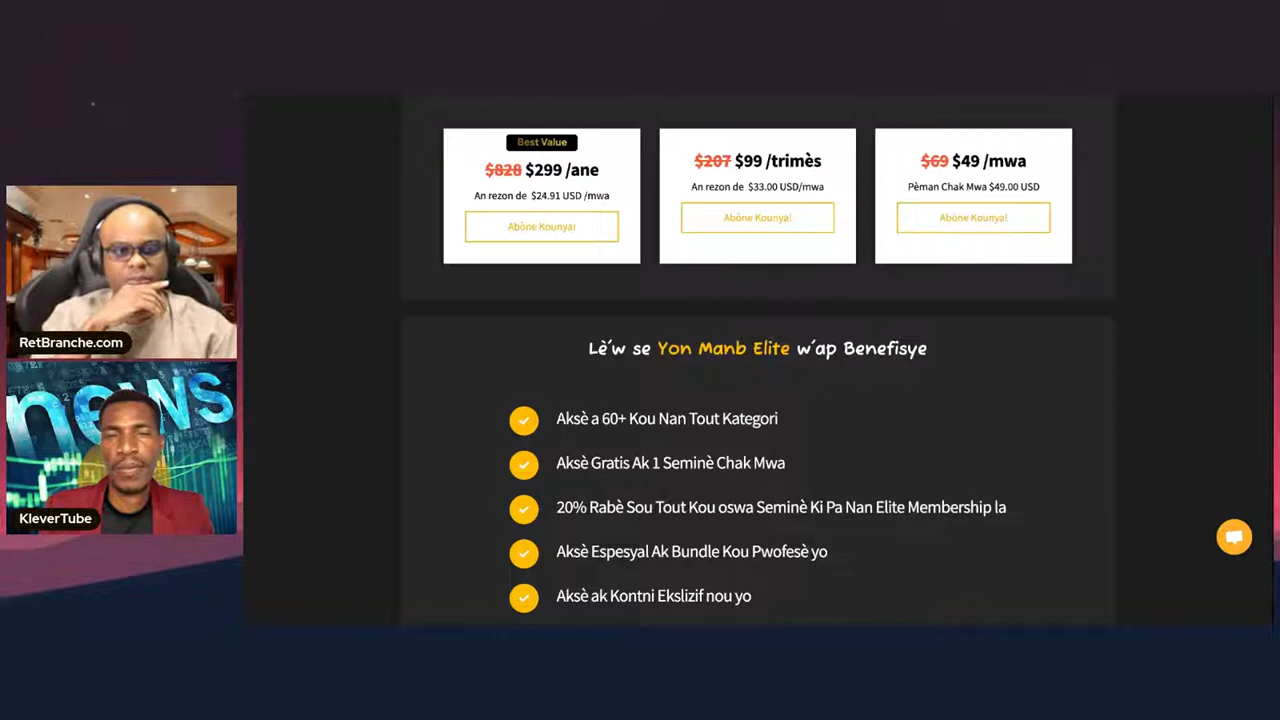 Best Value
$828 $299 /ane
An rezon de $24.91 USD /mwa
Abòne Kounya!
$207 $99 /trimès
An rezon de $33.00 USD/mwa
Abòne Kounya!
$69 $49 /mwa
Pèman Chak Mwa $49.00 USD
Abòne Kounya!
RetBranche.com
news
KleverTube
Lè'w se Yon Manb Elite w'ap Benefisye
Aksè a 60+ Kou Nan Tout Kategori
Aksè Gratis Ak 1 Seminè Chak Mwa
20% Rabè Sou Tout Kou oswa Seminè Ki Pa Nan Elite Membership la
Aksè Espesyal Ak Bundle Kou Pwofesè yo
Aksè ak Kontni Ekslizif nou yo